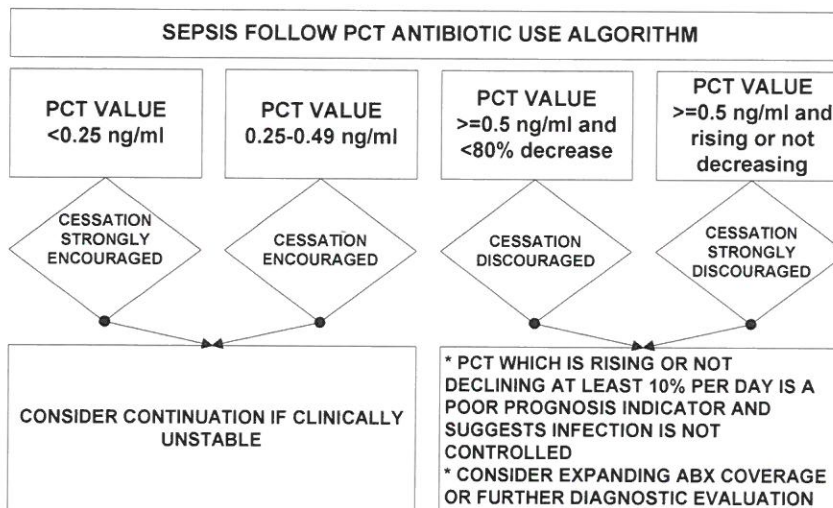 SEPSIS FOLLOW PCT ANTIBIOTIC USE ALGORITHM
PCT VALUE
<0.25 ng/ml
PCT VALUE
0.25-0.49 ng/ml
PCT VALUE
>=0.5 ng/ml and
<80% decrease
PCT VALUE
>=0.5 ng/ml and
rising or not
decreasing
CESSATION
STRONGLY
ENCOURAGED
CESSATION
ENCOURAGED
CESSATION
DISCOURAGED
CESSATION
STRONGLY
DISCOURAGED
CONSIDER CONTINUATION IF CLINICALLY
UNSTABLE
* PCT WHICH IS RISING OR NOT
DECLINING AT LEAST 10% PER DAY IS A
POOR PROGNOSIS INDICATOR AND
SUGGESTS INFECTION IS NOT
CONTROLLED
* CONSIDER EXPANDING ABX COVERAGE
OR FURTHER DIAGNOSTIC EVALUATION